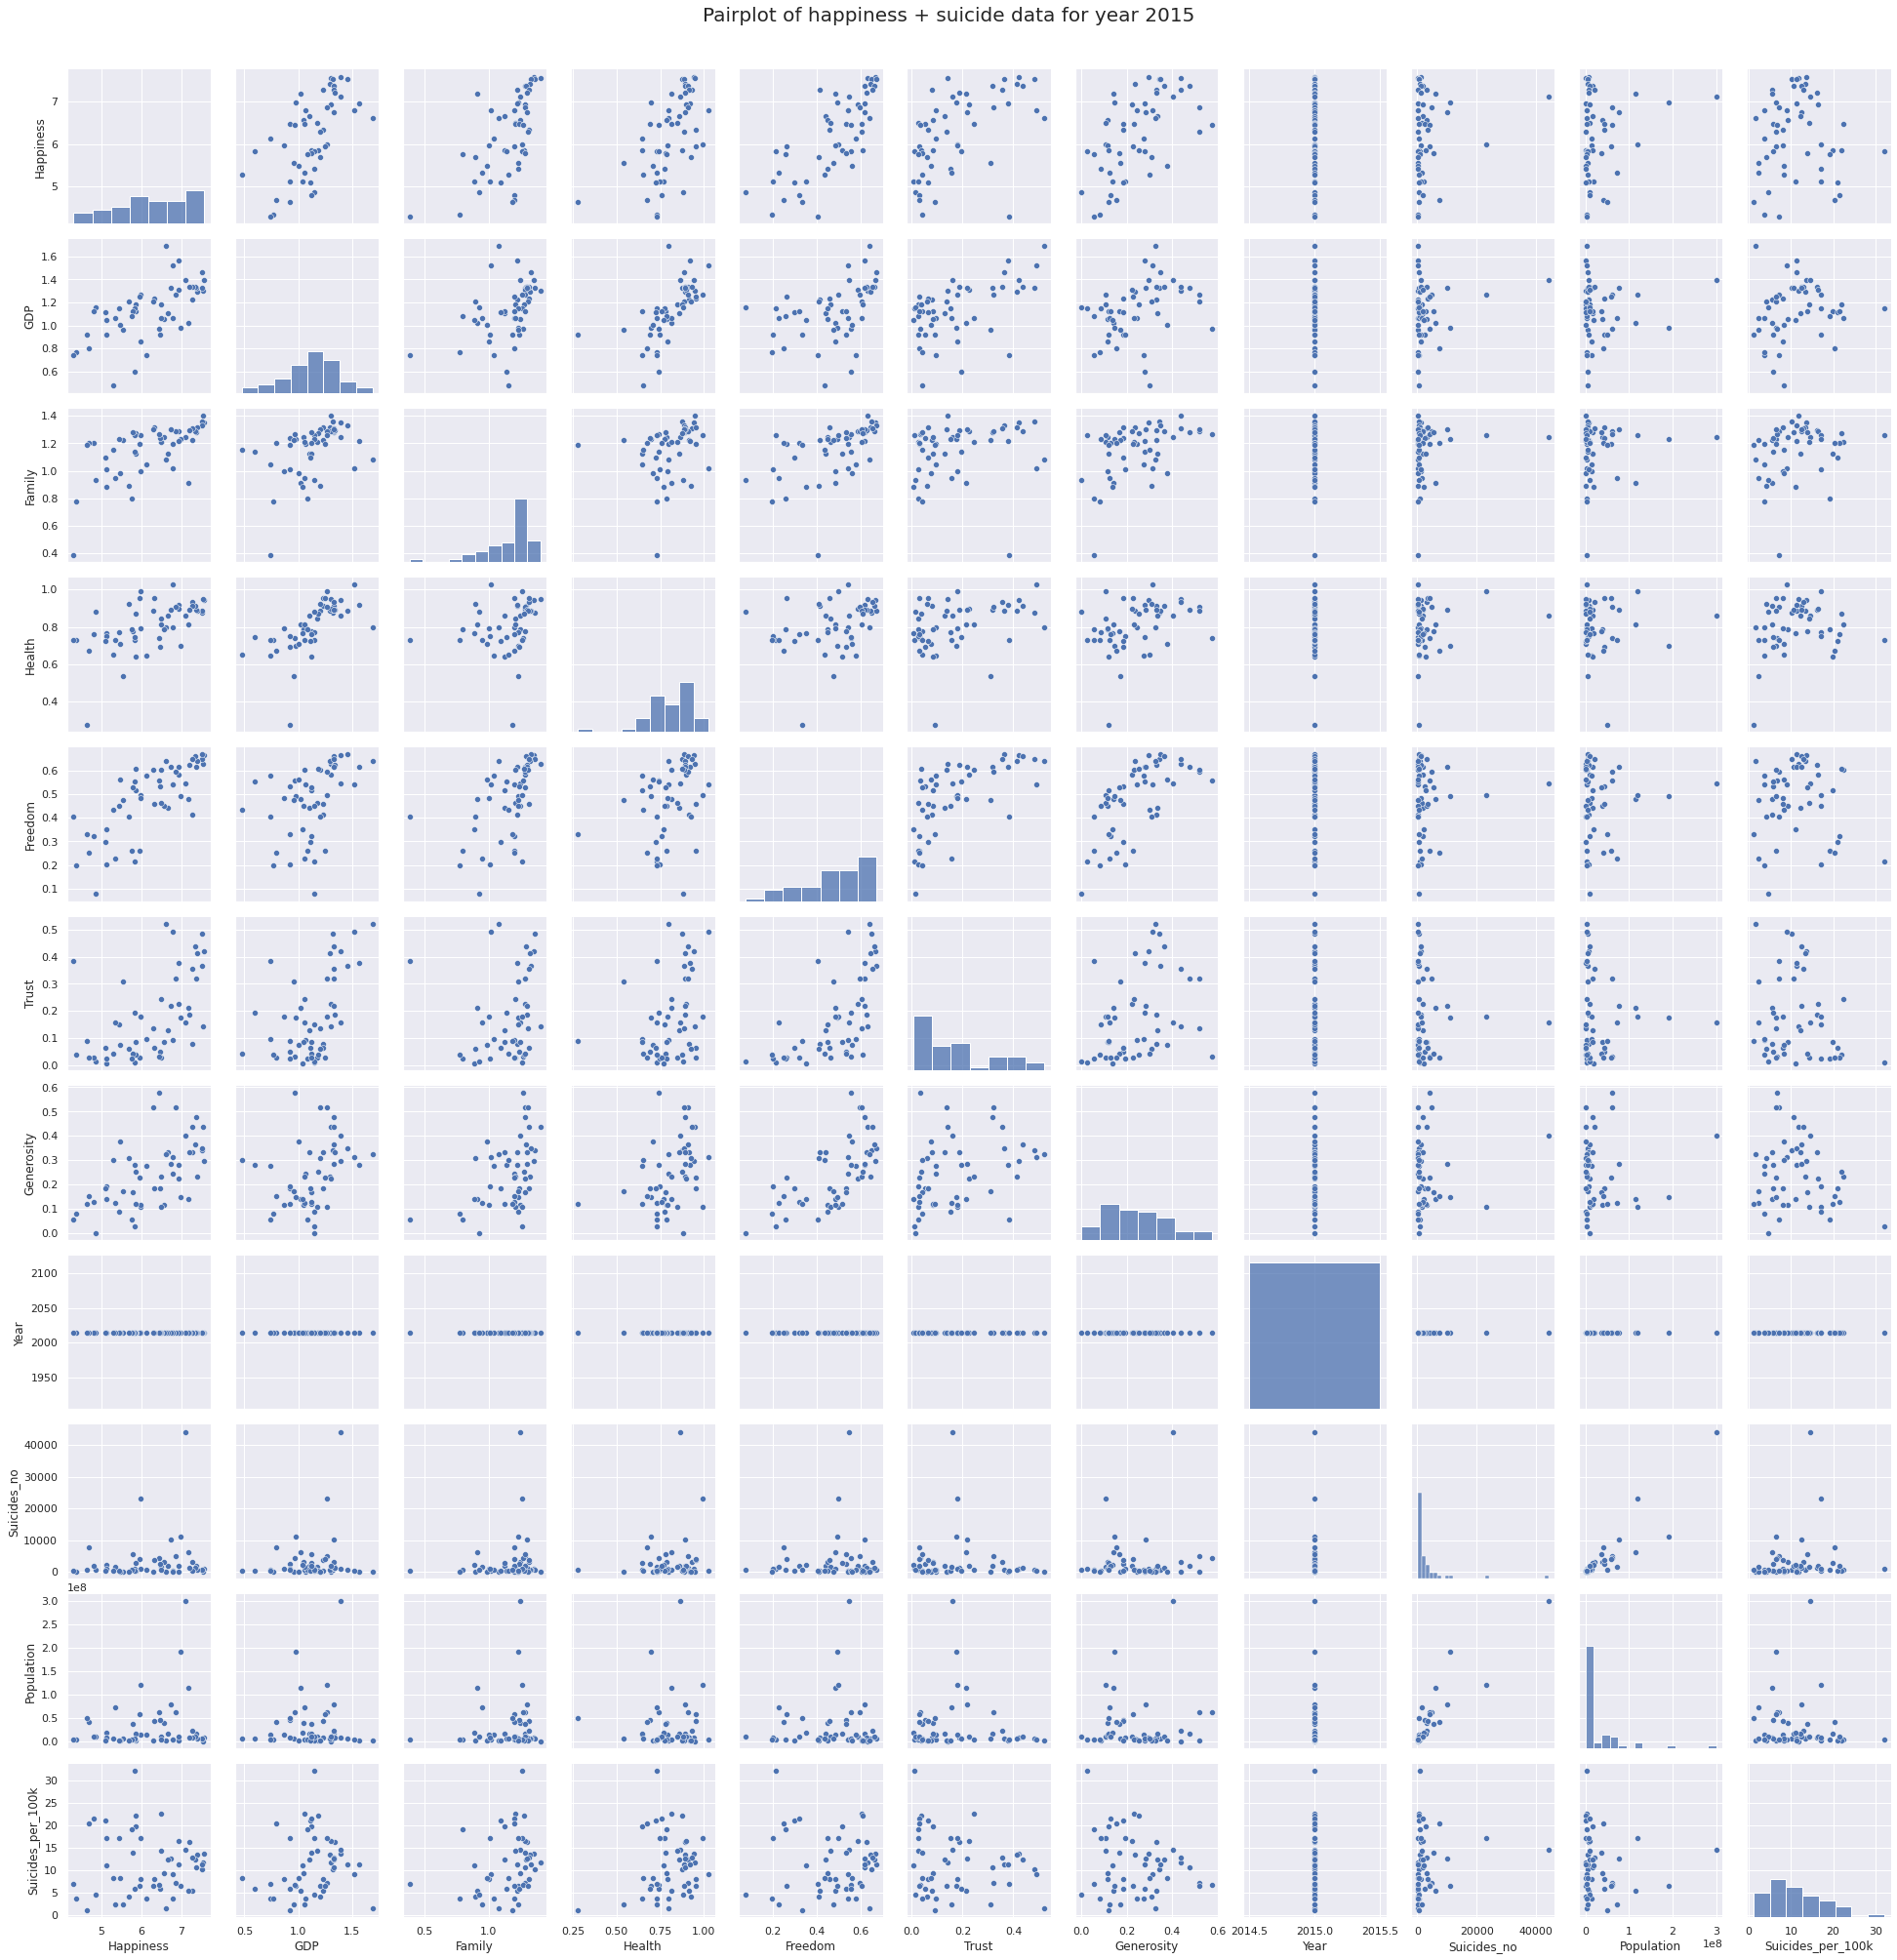 Pairplot of happiness + suicide data for year 2015
7
6
5
Happiness
1.6
1.4
1.2
1.0
0.8
0.6
GDP
1.4
1.2
1.0
0.8
0.6
0.4
Family
1.0
0.8
0.6
0.4
Health
0.6
0.5
0.4
0.3
0.2
0.1
Freedom
0.5
0.4
0.3
0.2
0.1
0.0
Trust
0.6
0.5
0.4
0.3
0.2
0.1
0.0
Generosity
2100
2050
2000
1950
Year
40000
30000
20000
10000
0
Suicides_no
1e8
3.0
2.5
2.0
1.5
1.0
0.5
0.0
Population
30
25
20
15
10
5
0
Suicides_per_100k
5 6 7
Happiness
0.5 1.0 1.5
GDP
0.5 1.0
Family
0.25 0.50 0.75 1.00
Health
0.2 0.4 0.6
Freedom
0.0 0.2 0.4
Trust
0.0 0.2 0.4 0.6
Generosity
2014.5 2015.0 2015.5
Year
0 20000 40000
Suicides_no
0 1 2 3
1e8
Population
0 10 20 30
Suicides_per_100k